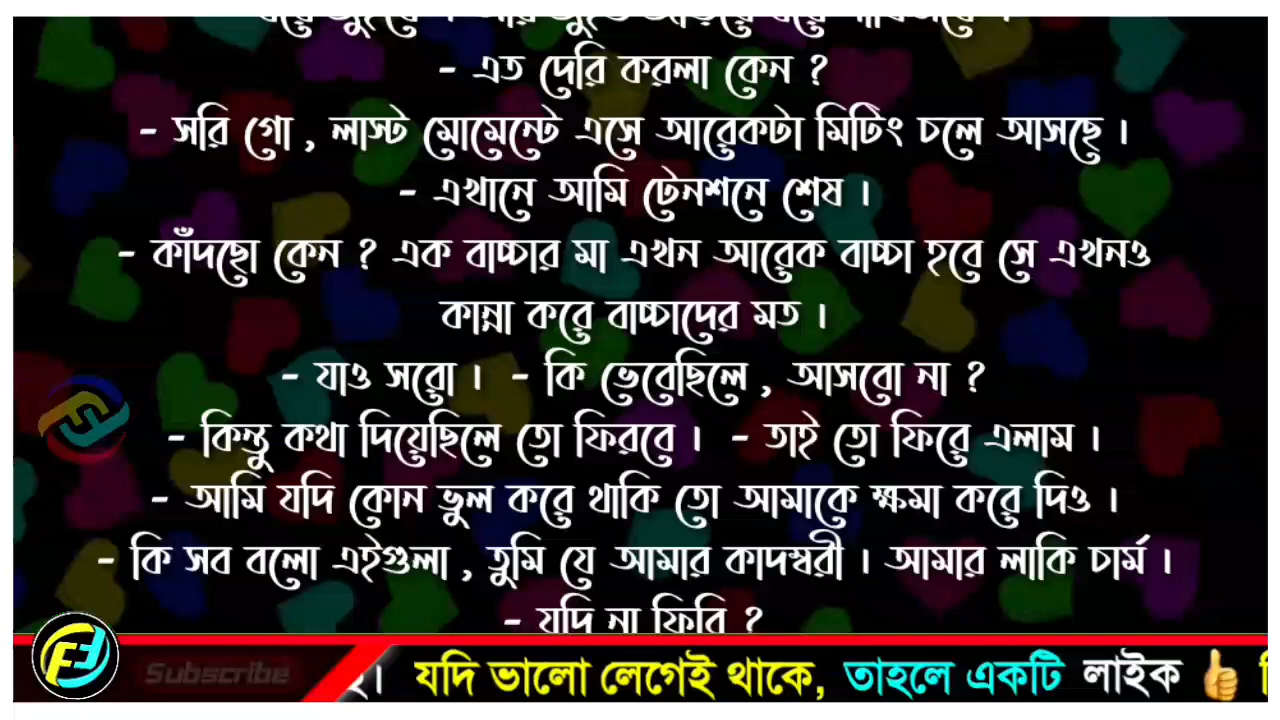 - এত দেরি করলা কেন ?
- সরি গো , লাস্ট মোমেন্টে এসে আরেকটা মিটিং চলে আসছে ।
- এখানে আমি টেনশনে শেষ ।
- কাঁদছো কেন ? এক বাচ্চার মা এখন আরেক বাচ্চা হবে সে এখনও
কান্না করে বাচ্চাদের মত ।
- যাও সরো । - কি ভেবেছিলে , আসবো না ?
- কিন্তু কথা দিয়েছিলে তো ফিরবে । - তাই তো ফিরে এলাম ।
- আমি যদি কোন ভুল করে থাকি তো আমাকে ক্ষমা করে দিও ।
- কি সব বলো এইগুলা , তুমি যে আমার কাদম্বরী । আমার লাকি চার্ম ।
- যদি না ফিরি ?
Subscribe
। যদি ভালো লেগেই থাকে, তাহলে একটি লাইক 👍